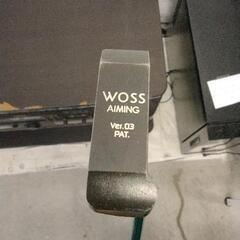 WOSS
AIMING
Ver.03
PAT.